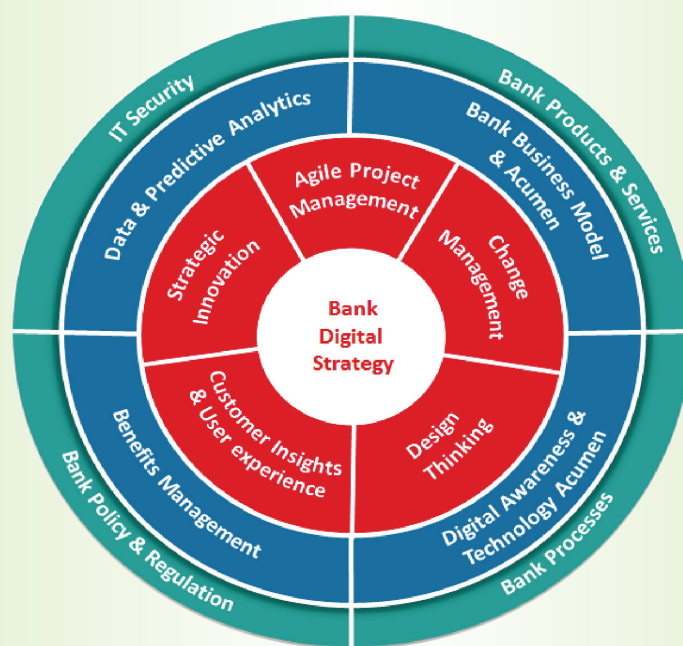 IT Security
Bank Products & Services
Data & Predictive Analytics
Bank Business Model
& Acumen
Agile Project
Management
Strategic
Innovation
Change
Management
Bank
Digital
Strategy
Customer Insights
& User experience
Design
Thinking
Benefits Management
Digital Awareness &
Technology Acumen
Bank Policy & Regulation
Bank Processes